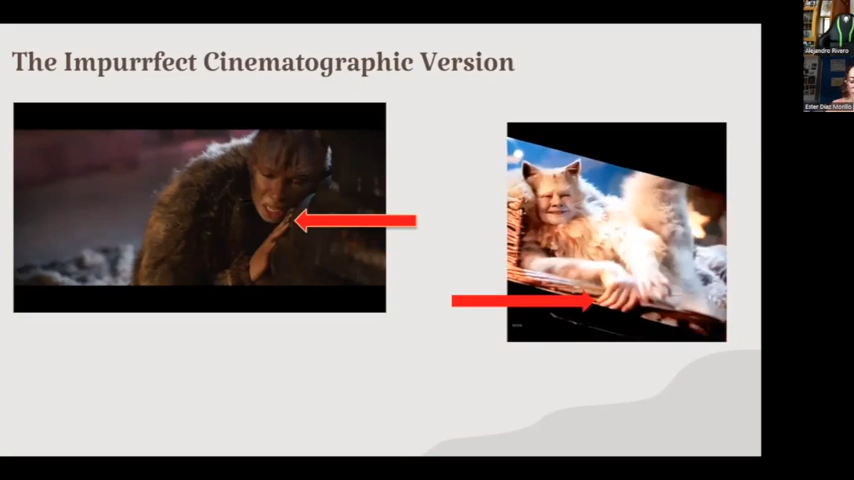 The Impurrfect Cinematographic Version
Alejandro Rivero
Ester Díaz Morillo